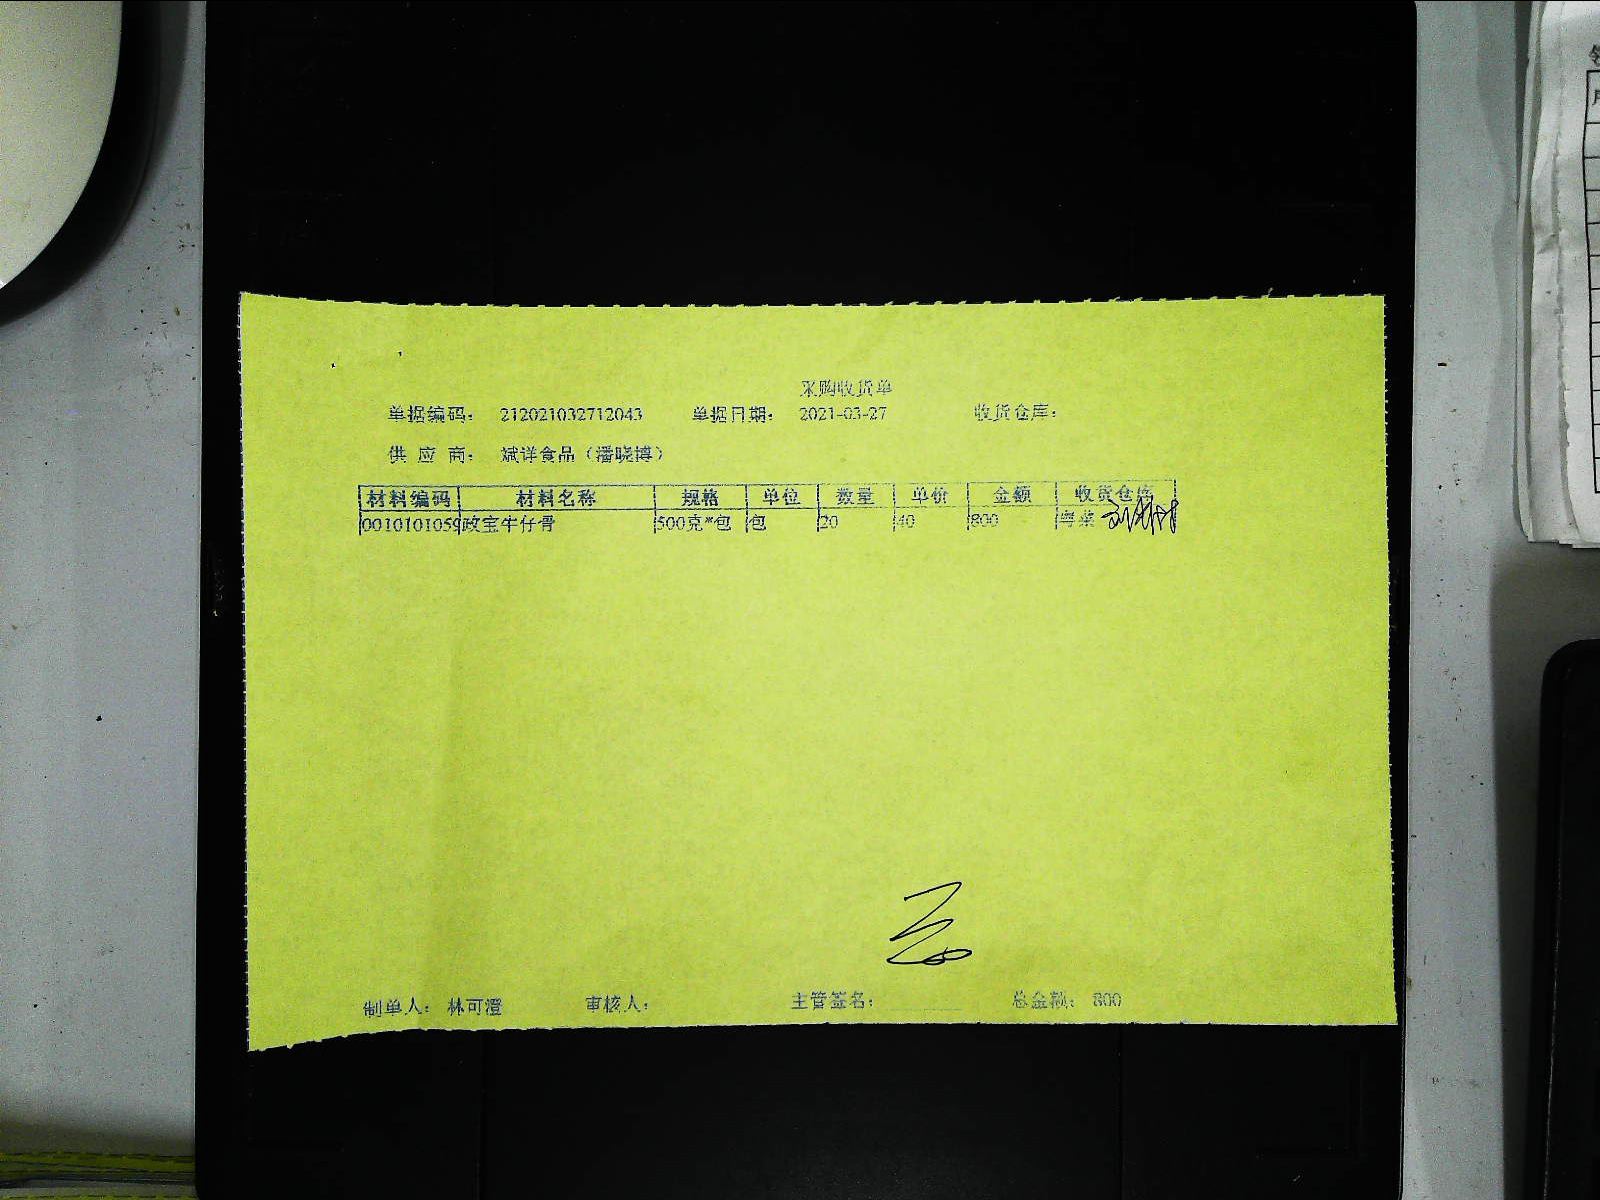 采购收货单
单据编码： 212021032712043 单据日期： 2021-03-27 收货仓库：
供 应 商： 斌详食品（潘晓博）
材料编码 材料名称 规格 单位 数量 单价 金额 收货仓库
0010101059 政宝牛仔骨 500克*包 包 20 40 800 粤菜
制单人： 林可澄 审核人： 主管签名： 总金额： 800